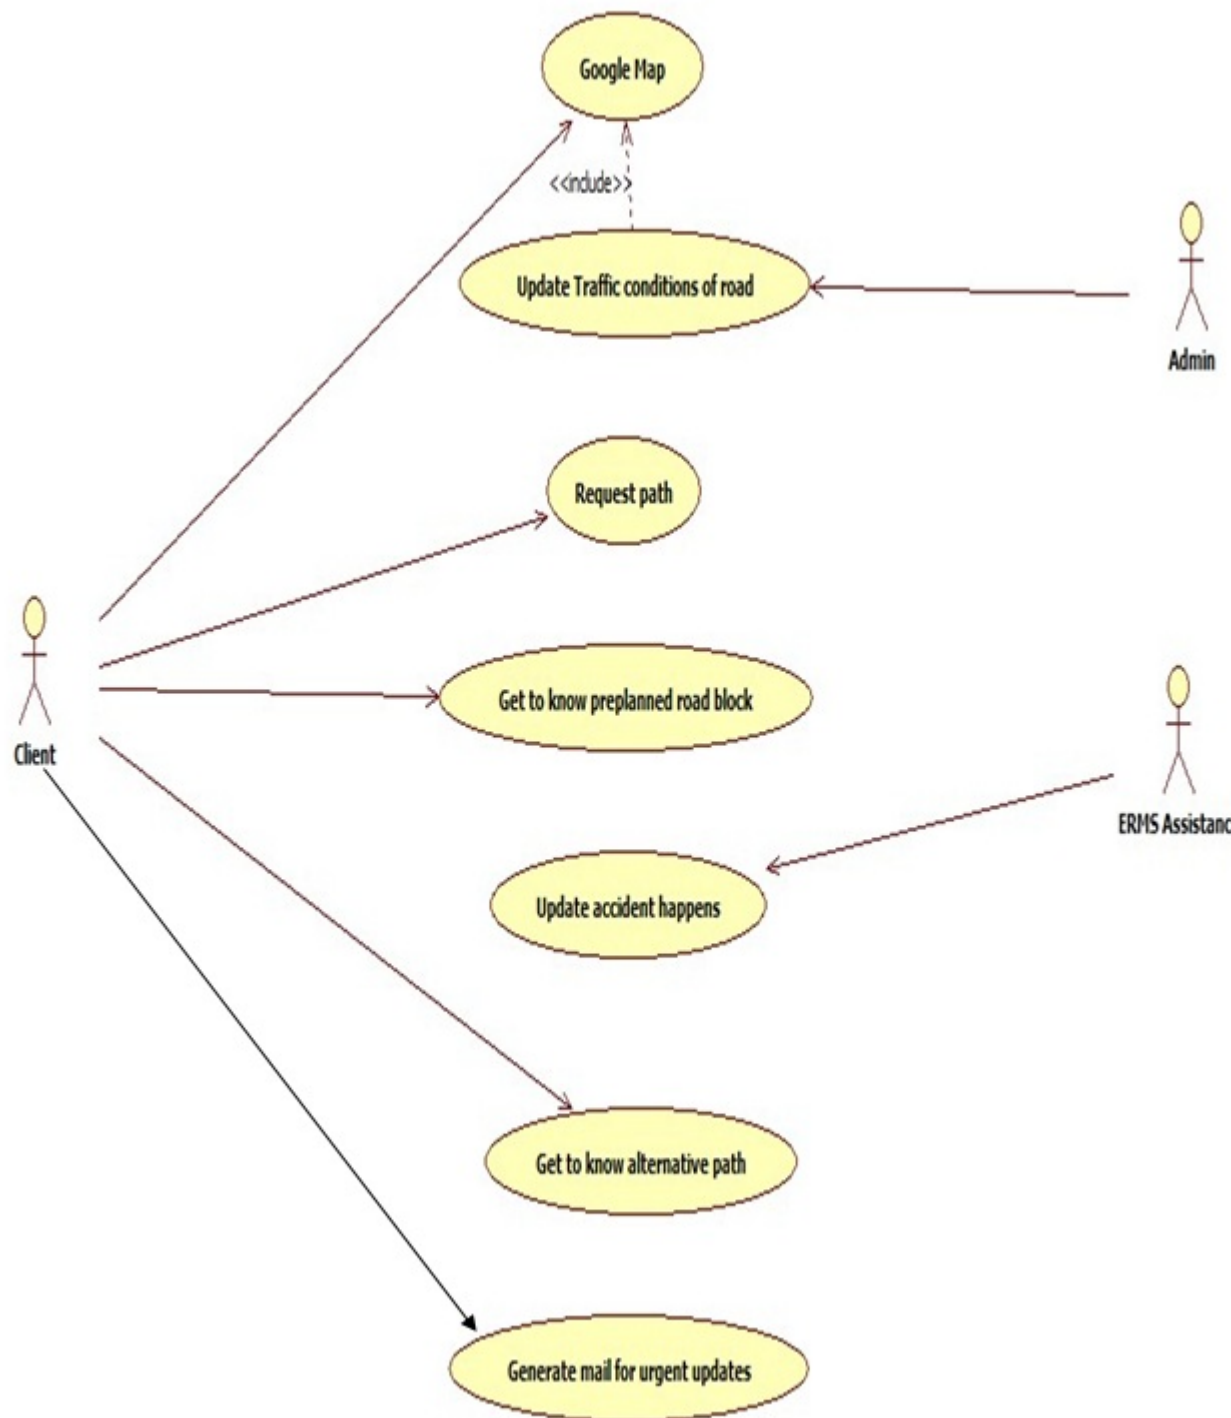 Google Map
<<include>>
Update Traffic conditions of road
Admin
Request path
Get to know preplanned road block
Client
ERMS Assistanc
Update accident happens
Get to know alternative path
Generate mail for urgent updates